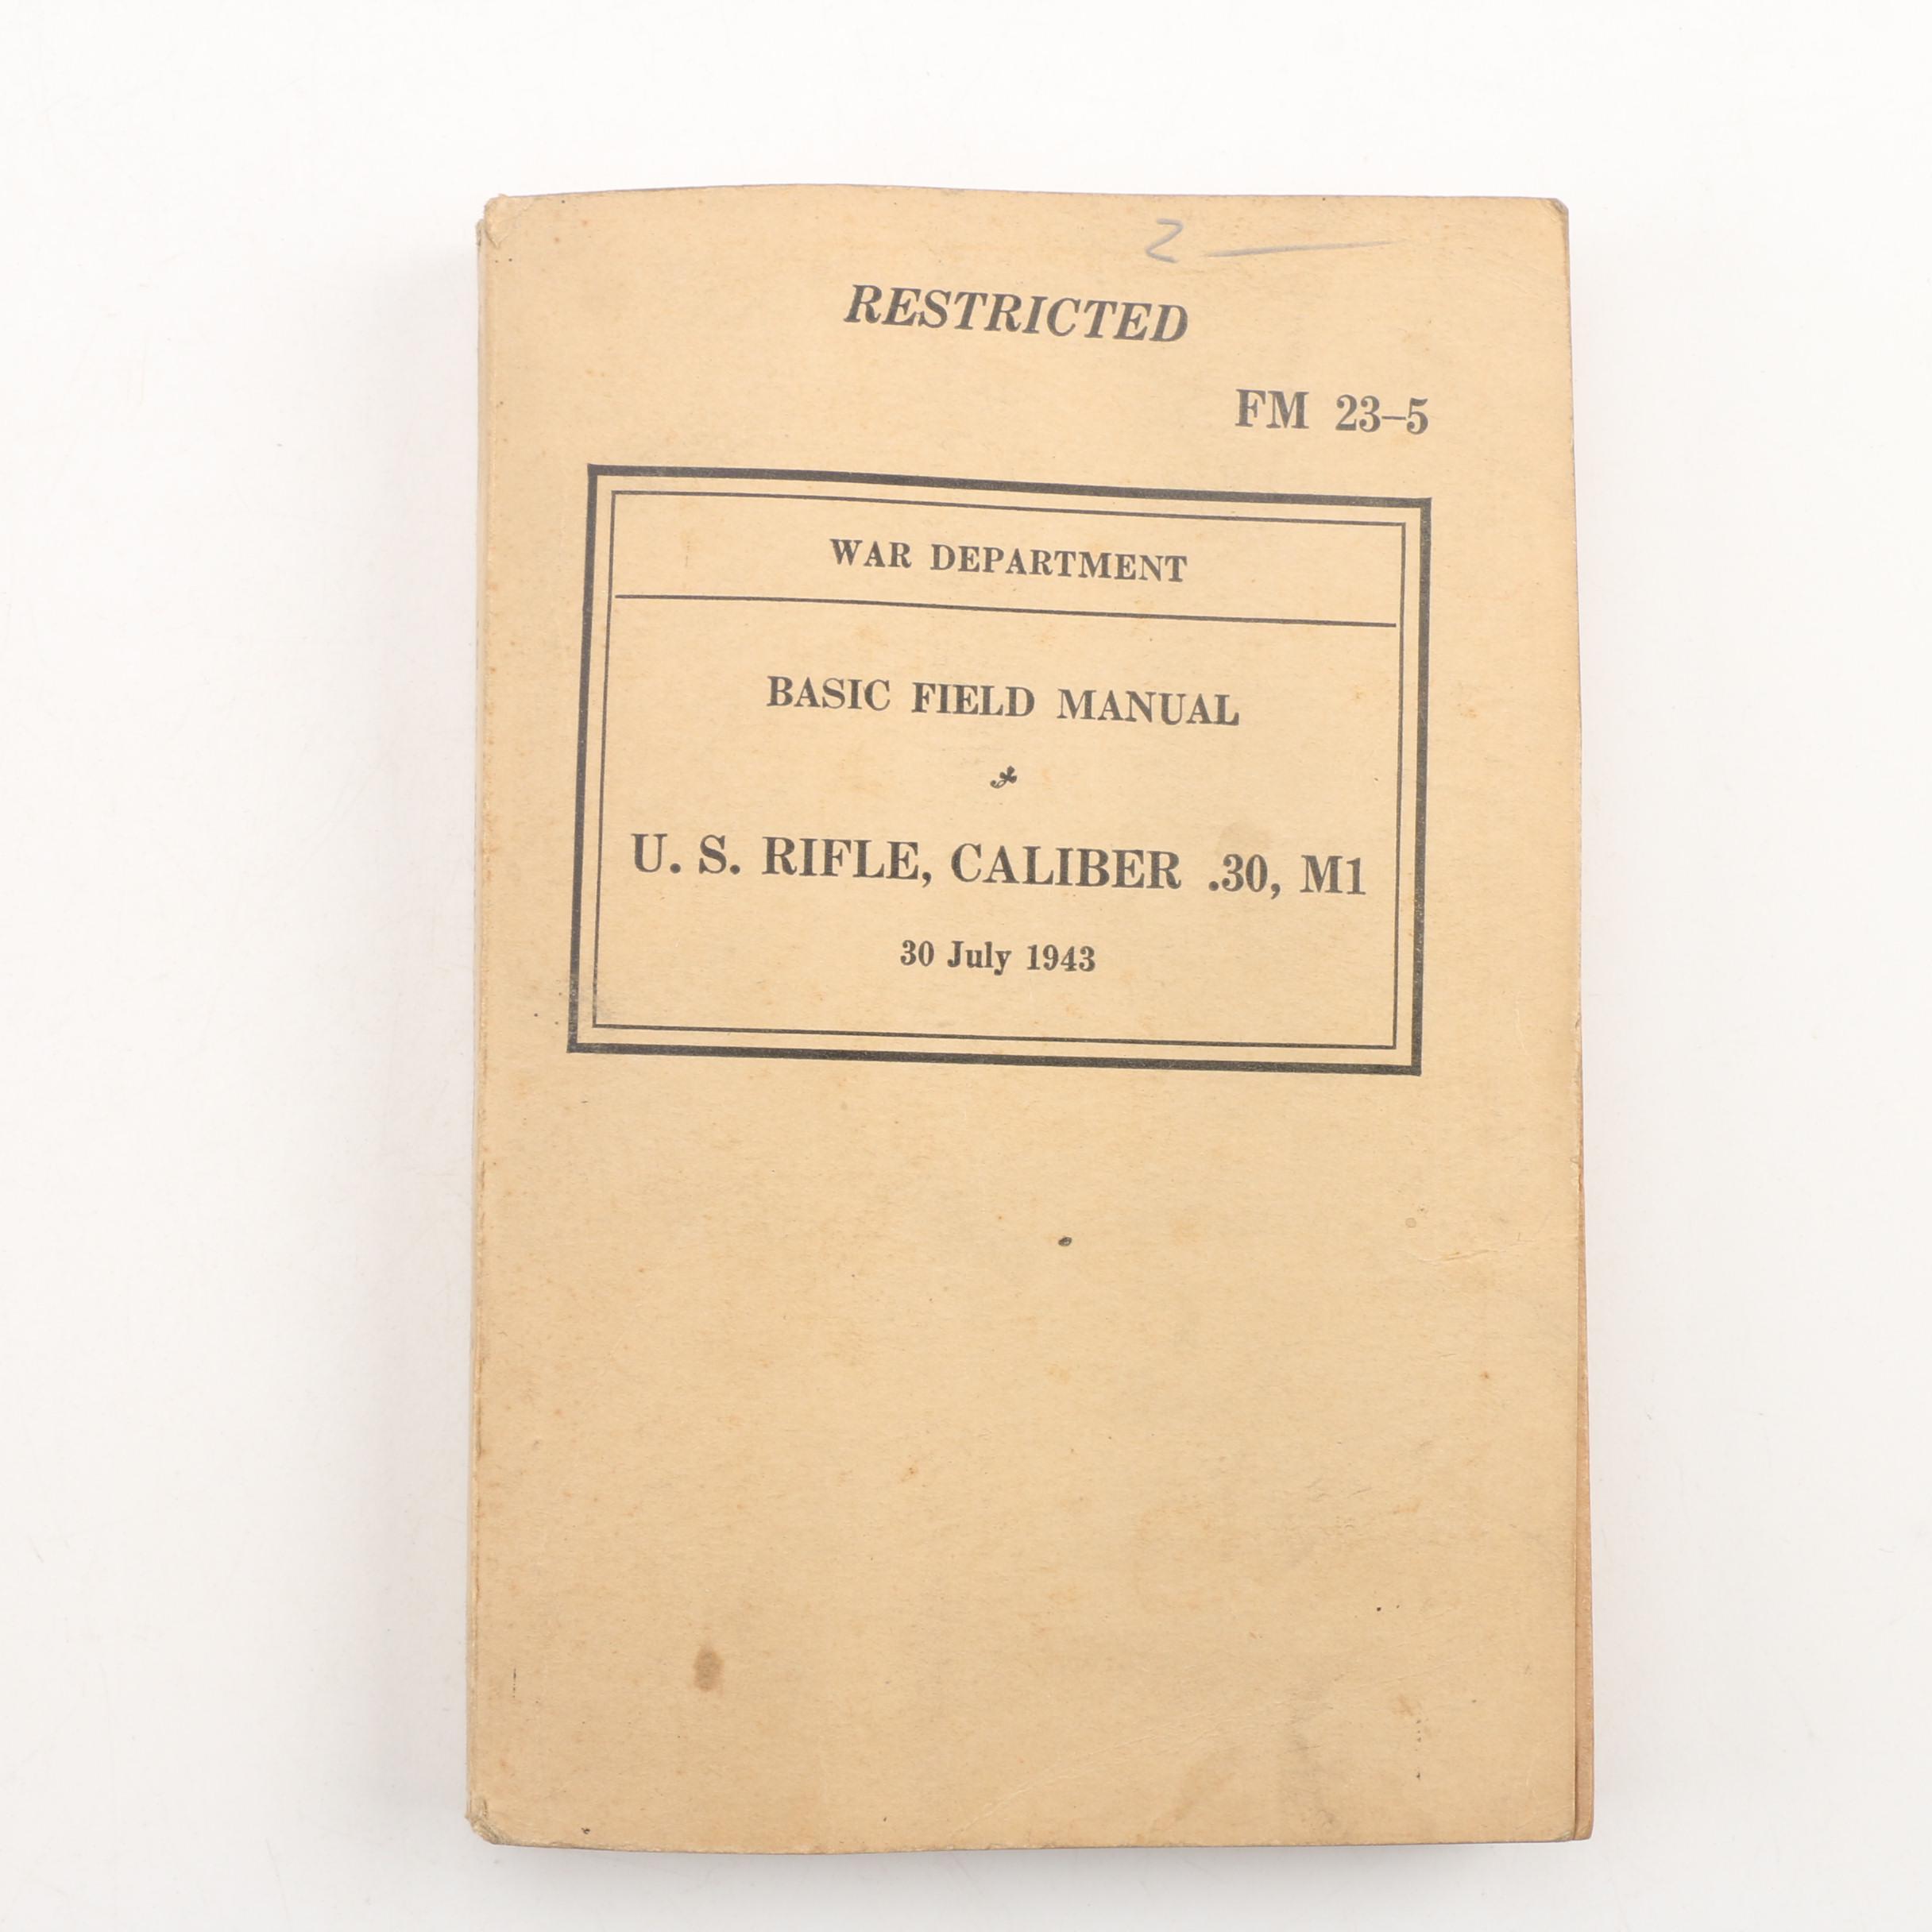 2 —
RESTRICTED
FM 23–5
WAR DEPARTMENT
BASIC FIELD MANUAL
U. S. RIFLE, CALIBER .30, M1
30 July 1943